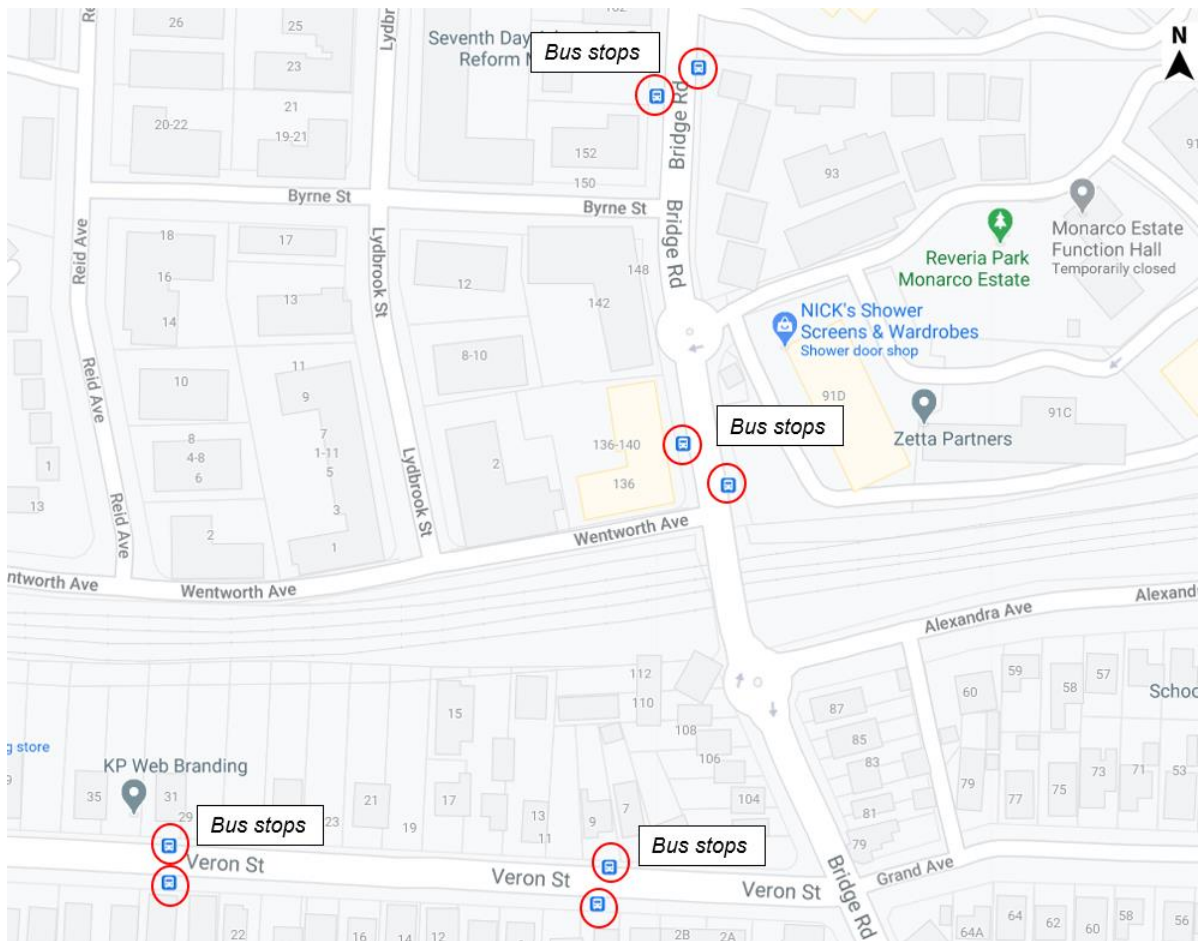 26
25
23
21
20-22
19-21
Lydb
Seventh Day
Reform
Bus stops
N
152
150
Bridge Rd
93
91
Byrne St
Byrne St
Bridge Rd
Monarco Estate
Function Hall
Temporarily closed
Reveria Park
Monarco Estate
Reid Ave
18
16
14
17
13
Lydbrook St
12
148
142
NICK's Shower
Screens & Wardrobes
Shower door shop
8-10
11
9
7
1-11
5
3
1
10
Reid Ave
8
4-8
6
91D
91C
Bus stops
Zetta Partners
136-140
136
2
Lydbrook St
1
13
Reid Ave
2
Wentworth Ave
ntworth Ave
Wentworth Ave
Alexandra Ave
Alexand
112
110
108
106
104
15
87
85
83
81
79
60
59
58
57
Schoo
g store
KP Web Branding
9
35
31
29
23
21
19
17
13
11
9
7
79
77
75
73
71
53
Bus stops
Bus stops
Veron St
Veron St
Veron St
Bridge Rd
Grand Ave
22
16
14
12
2B
2A
64A
64
62
60
58
56